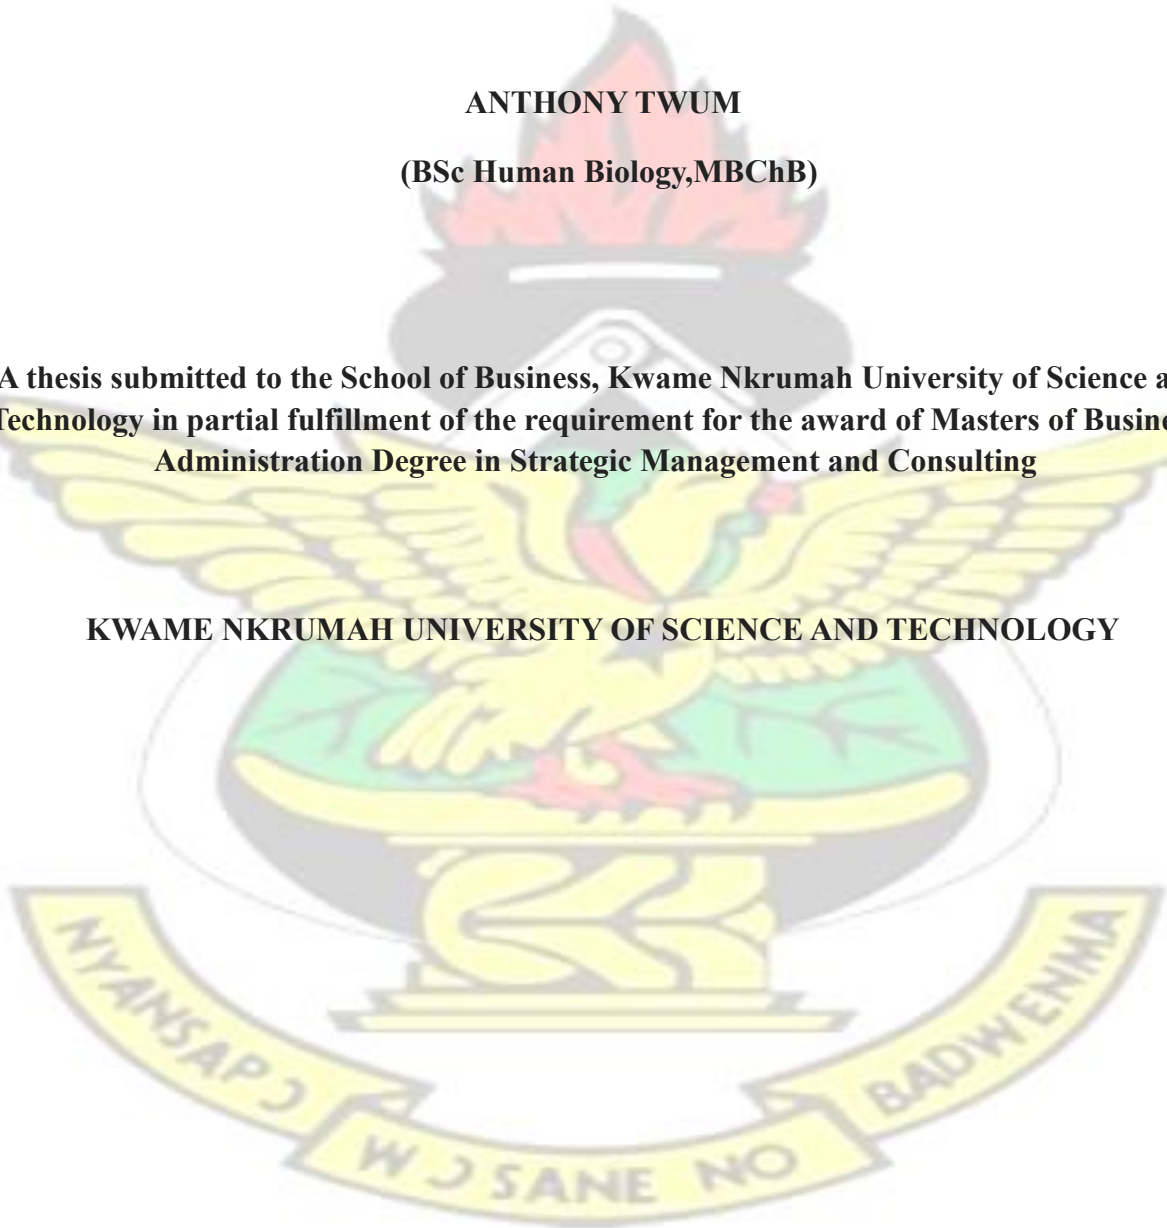 ANTHONY TWUM
(BSc Human Biology,MBChB)
A thesis submitted to the School of Business, Kwame Nkrumah University of Science a
Technology in partial fulfillment of the requirement for the award of Masters of Busine
Administration Degree in Strategic Management and Consulting
KWAME NKRUMAH UNIVERSITY OF SCIENCE AND TECHNOLOGY
NYANSAPƆ
WƆSANE NO
BADWENMA